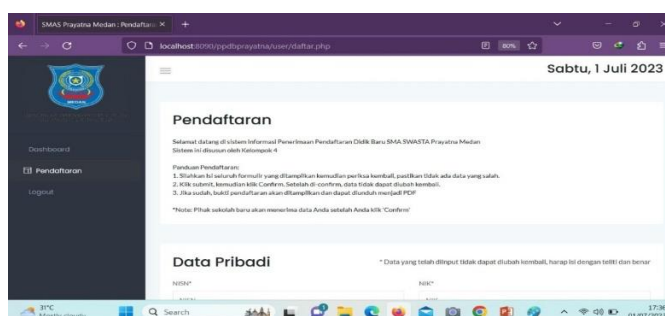 SMAS Prayatna Medan : Pendaftara
localhost:8090/ppdbprayatna/user/daftar.php
80%
Sabtu, 1 Juli 2023
MEDAN
Dashboard
Pendaftaran
Logout
Pendaftaran
Selamat datang di sistem Informasi Penerimaan Pendaftaran Didik Baru SMA SWASTA Prayatna Medan
Sistem ini disusun oleh Kelompok 4
Panduan Pendaftaran:
1. Silahkan isi seluruh formulir yang ditampilkan kemudian periksa kembali, pastikan tidak ada data yang salah.
2. Klik submit, kemudian klik Confirm. Setelah di-confirm, data tidak dapat diubah kembali.
3. Jika sudah, bukti pendaftaran akan ditampilkan dan dapat diunduh menjadi PDF
*Note: Pihak sekolah baru akan menerima data Anda setelah Anda klik 'Confirm'
Data Pribadi
* Data yang telah diinput tidak dapat diubah kembali, harap isi dengan teliti dan benar
NISN*
NIK*
31°C
Mostly cloudy
Search
17:36
01/07/2023